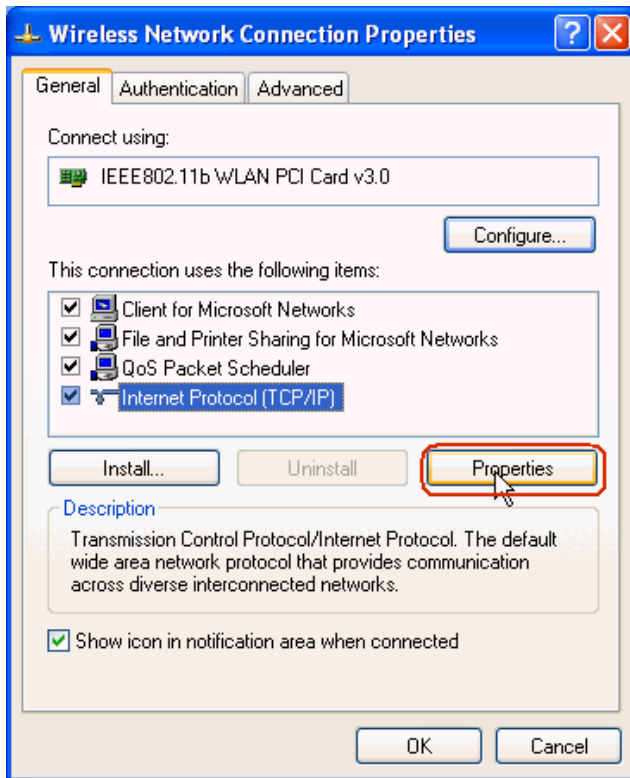 Wireless Network Connection Properties
General Authentication Advanced
Connect using:
IEEE802.11b WLAN PCI Card v3.0
Configure...
This connection uses the following items:
Client for Microsoft Networks
File and Printer Sharing for Microsoft Networks
QoS Packet Scheduler
Internet Protocol (TCP/IP)
Install... Uninstall Properties
Description
Transmission Control Protocol/Internet Protocol. The default
wide area network protocol that provides communication
across diverse interconnected networks.
Show icon in notification area when connected
OK Cancel